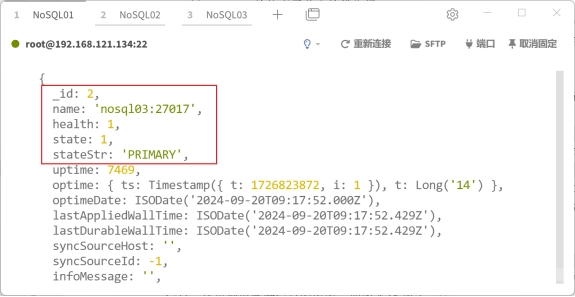 1 NoSQL01 2 NoSQL02 3 NoSQL03
root@192.168.121.134:22 重新连接 SFTP 端口 取消固定
{
_id: 2,
name: 'nosql03:27017',
health: 1,
state: 1,
stateStr: 'PRIMARY',
uptime: 7469,
optime: { ts: Timestamp({ t: 1726823872, i: 1 }), t: Long('14') },
optimeDate: ISODate('2024-09-20T09:17:52.000Z'),
lastAppliedWallTime: ISODate('2024-09-20T09:17:52.429Z'),
lastDurableWallTime: ISODate('2024-09-20T09:17:52.429Z'),
syncSourceHost: '',
syncSourceId: -1,
infoMessage: '',